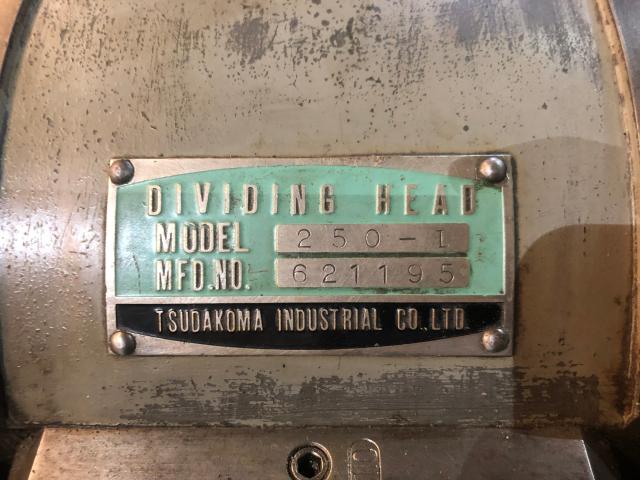 DIVIDING HEAD
MODEL 250-I
MFD.NO. 621195
TSUDAKOMA INDUSTRIAL CO.,LTD.